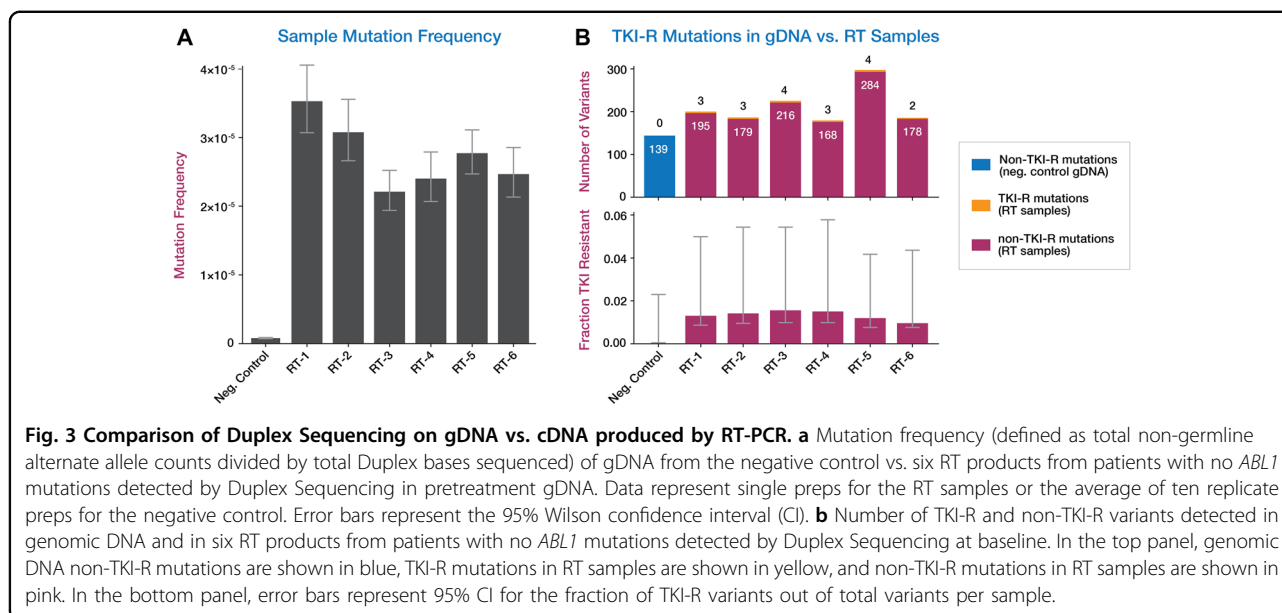 A
Sample Mutation Frequency
Mutation Frequency
4×10⁻⁵
3×10⁻⁵
2×10⁻⁵
1×10⁻⁵
0
Neg. Control
RT-1
RT-2
RT-3
RT-4
RT-5
RT-6
B
TKI-R Mutations in gDNA vs. RT Samples
Number of Variants
300
200
100
0
0
139
3
195
3
179
4
216
3
168
4
284
2
178
Fraction TKI Resistant
0.06
0.04
0.02
0.00
Neg. Control
RT-1
RT-2
RT-3
RT-4
RT-5
RT-6
Non-TKI-R mutations
(neg. control gDNA)
TKI-R mutations
(RT samples)
non-TKI-R mutations
(RT samples)
Fig. 3 Comparison of Duplex Sequencing on gDNA vs. cDNA produced by RT-PCR. a Mutation frequency (defined as total non-germline
alternate allele counts divided by total Duplex bases sequenced) of gDNA from the negative control vs. six RT products from patients with no ABL1
mutations detected by Duplex Sequencing in pretreatment gDNA. Data represent single preps for the RT samples or the average of ten replicate
preps for the negative control. Error bars represent the 95% Wilson confidence interval (CI). b Number of TKI-R and non-TKI-R variants detected in
genomic DNA and in six RT products from patients with no ABL1 mutations detected by Duplex Sequencing at baseline. In the top panel, genomic
DNA non-TKI-R mutations are shown in blue, TKI-R mutations in RT samples are shown in yellow, and non-TKI-R mutations in RT samples are shown in
pink. In the bottom panel, error bars represent 95% CI for the fraction of TKI-R variants out of total variants per sample.